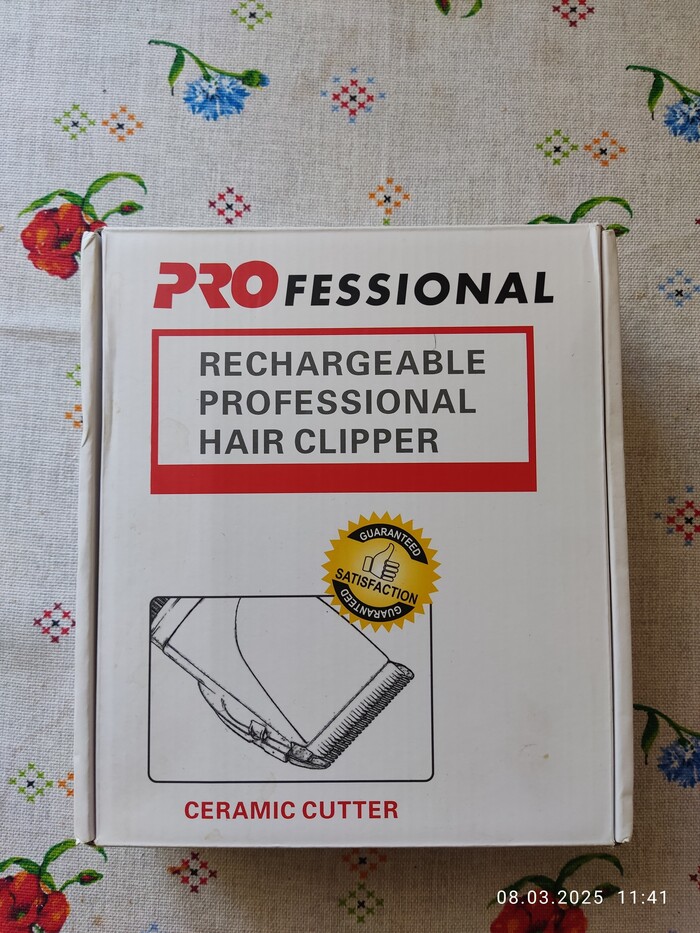 PROFESSIONAL
RECHARGEABLE
PROFESSIONAL
HAIR CLIPPER
GUARANTEED
SATISFACTION
GUARANTEED
CERAMIC CUTTER
08.03.2025 11:41